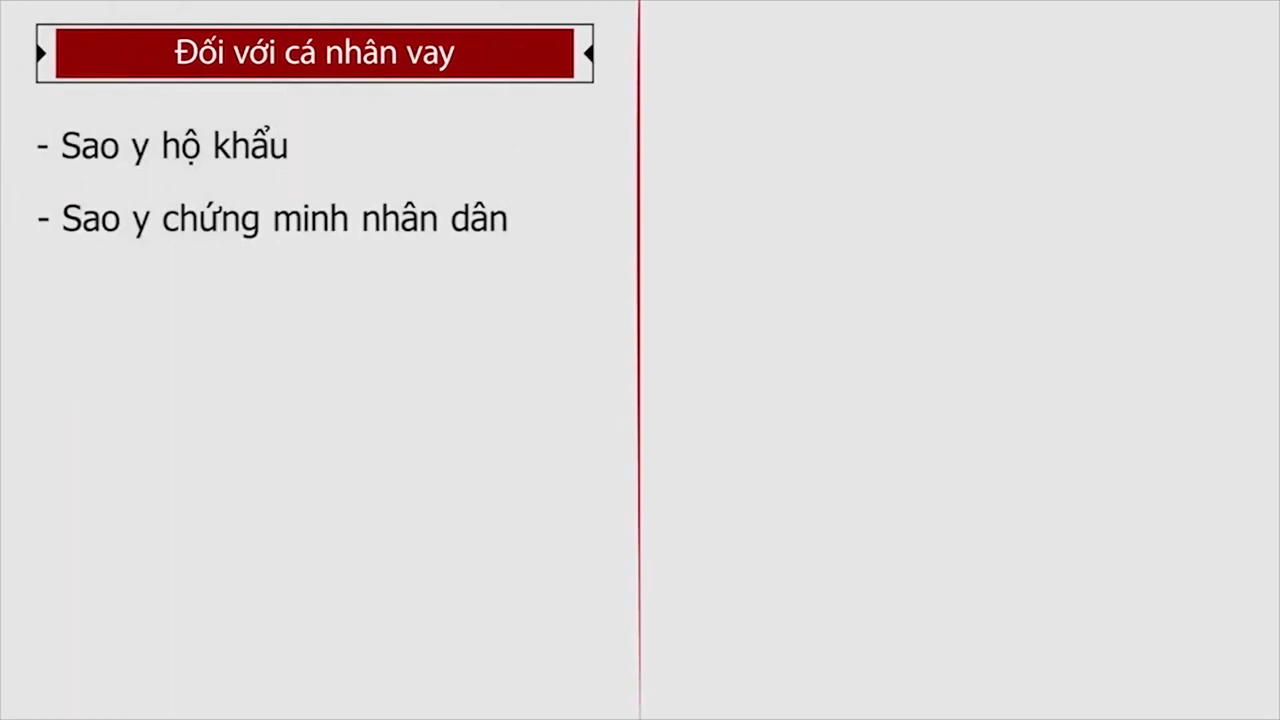 Đối với cá nhân vay
- Sao y hộ khẩu
- Sao y chứng minh nhân dân